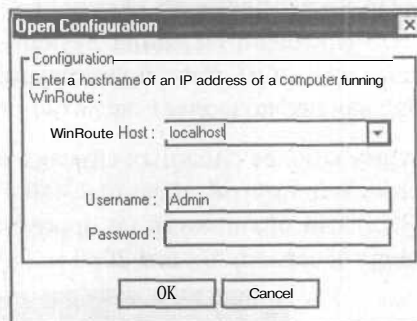 Open Configuration
Configuration
Enter a hostname of an IP address of a computer funning
WinRoute :
WinRoute Host : localhost
Username : Admin
Password :
OK Cancel